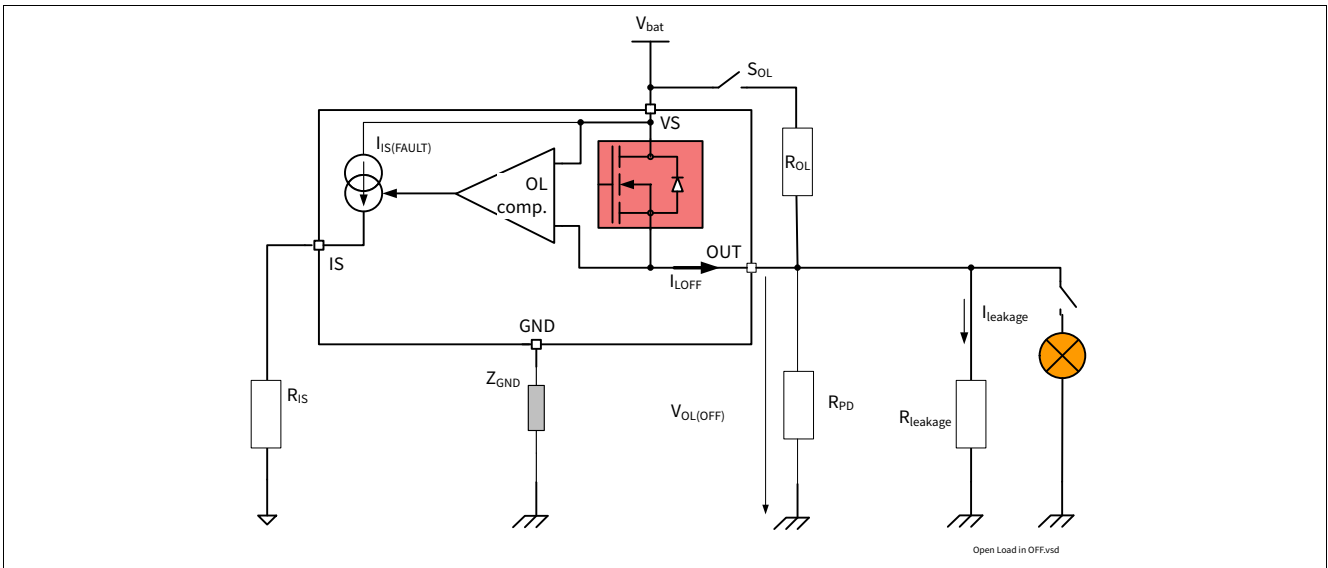 Vbat
SOL
VS
IIS(FAULT)
OL
comp.
ROL
OUT
IS
ILOFF
GND
Ileakage
ZGND
RIS
VOL(OFF)
RPD
Rleakage
Open Load in OFF.vsd